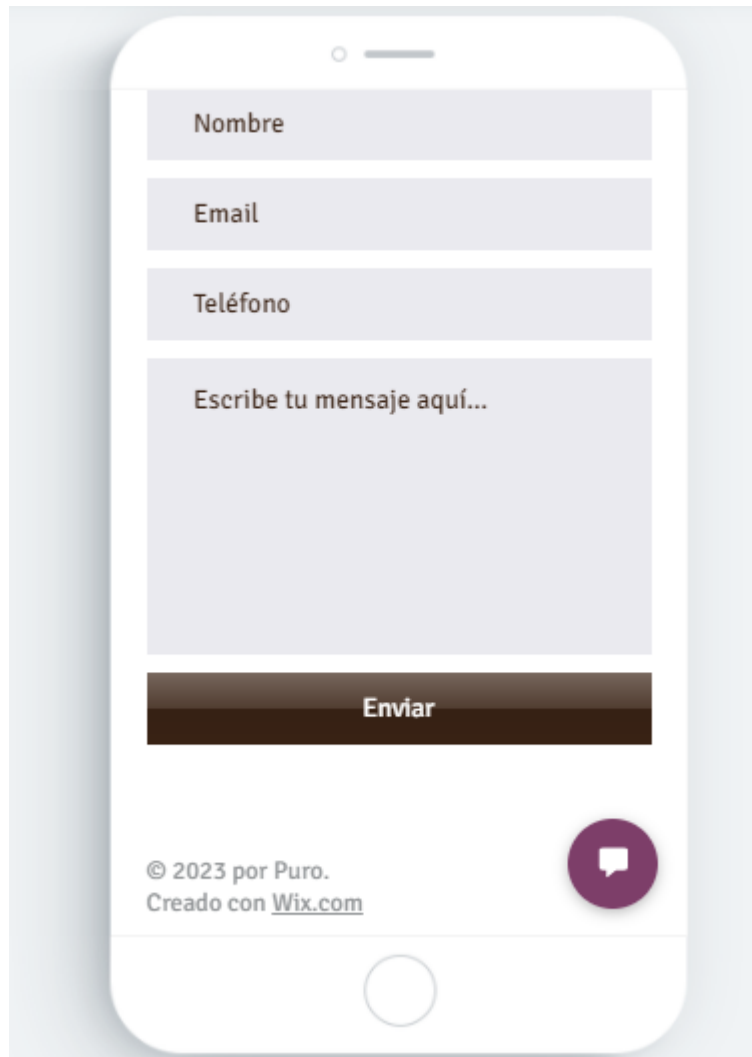 Nombre
Email
Teléfono
Escribe tu mensaje aquí...
Enviar
© 2023 por Puro.
Creado con Wix.com